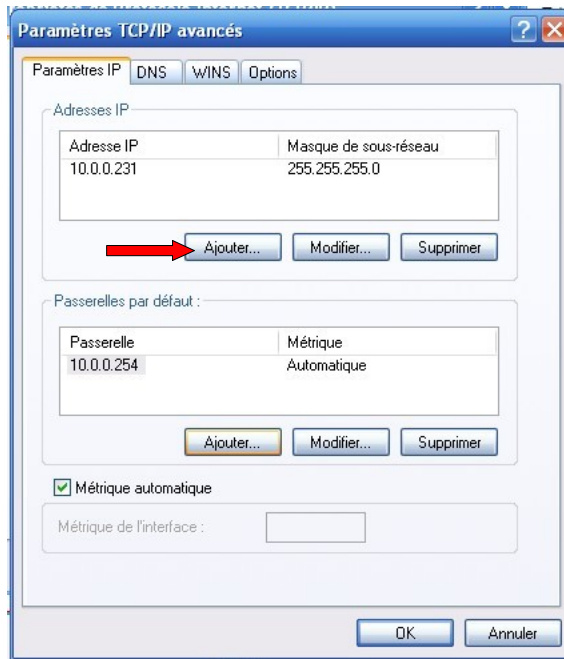 Paramètres TCP/IP avancés
Paramètres IP DNS WINS Options
Adresses IP
Adresse IP Masque de sous-réseau
10.0.0.231 255.255.255.0
Ajouter... Modifier... Supprimer
Passerelles par défaut :
Passerelle Métrique
10.0.0.254 Automatique
Ajouter... Modifier... Supprimer
Métrique automatique
Métrique de l'interface :
OK Annuler